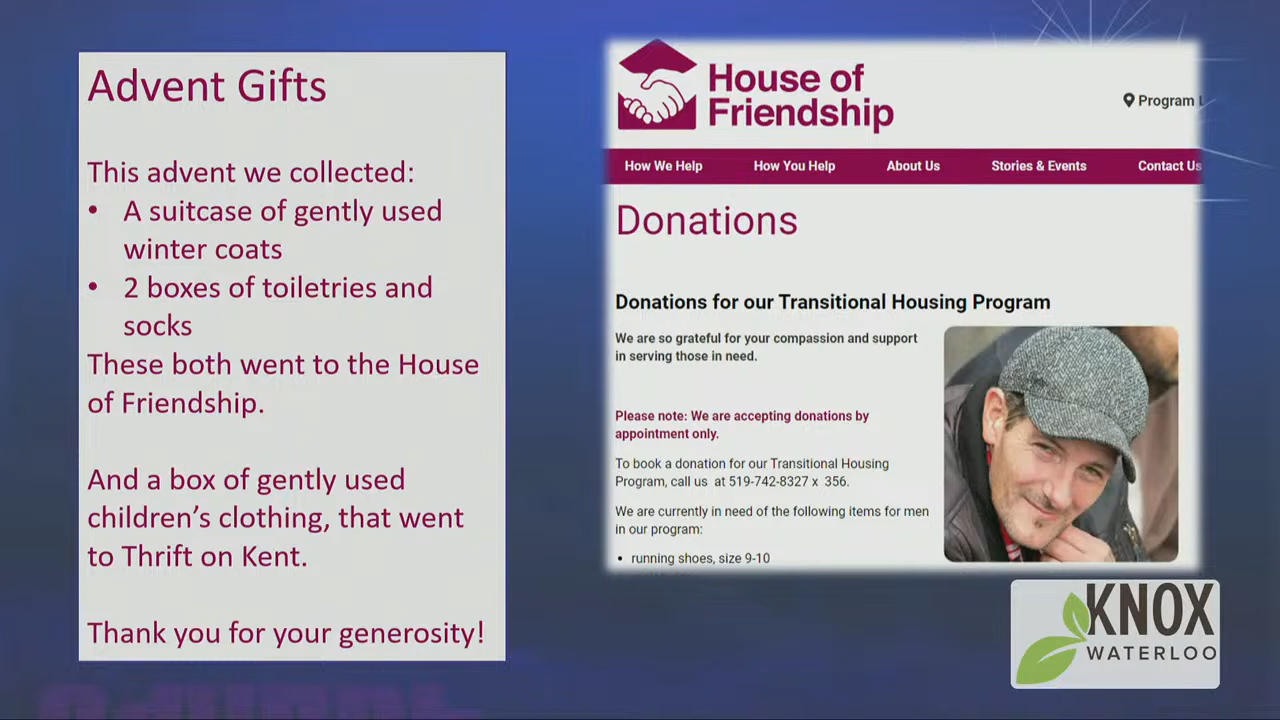 Advent Gifts
This advent we collected:
• A suitcase of gently used
winter coats
• 2 boxes of toiletries and
socks
These both went to the House
of Friendship.
And a box of gently used
children’s clothing, that went
to Thrift on Kent.
Thank you for your generosity!
House of
Friendship
Program
How We Help How You Help About Us Stories & Events Contact Us
Donations
Donations for our Transitional Housing Program
We are so grateful for your compassion and support
in serving those in need.
Please note: We are accepting donations by
appointment only.
To book a donation for our Transitional Housing
Program, call us at 519-742-8327 x 356.
We are currently in need of the following items for men
in our program:
• running shoes, size 9-10
KNOX
WATERLOO